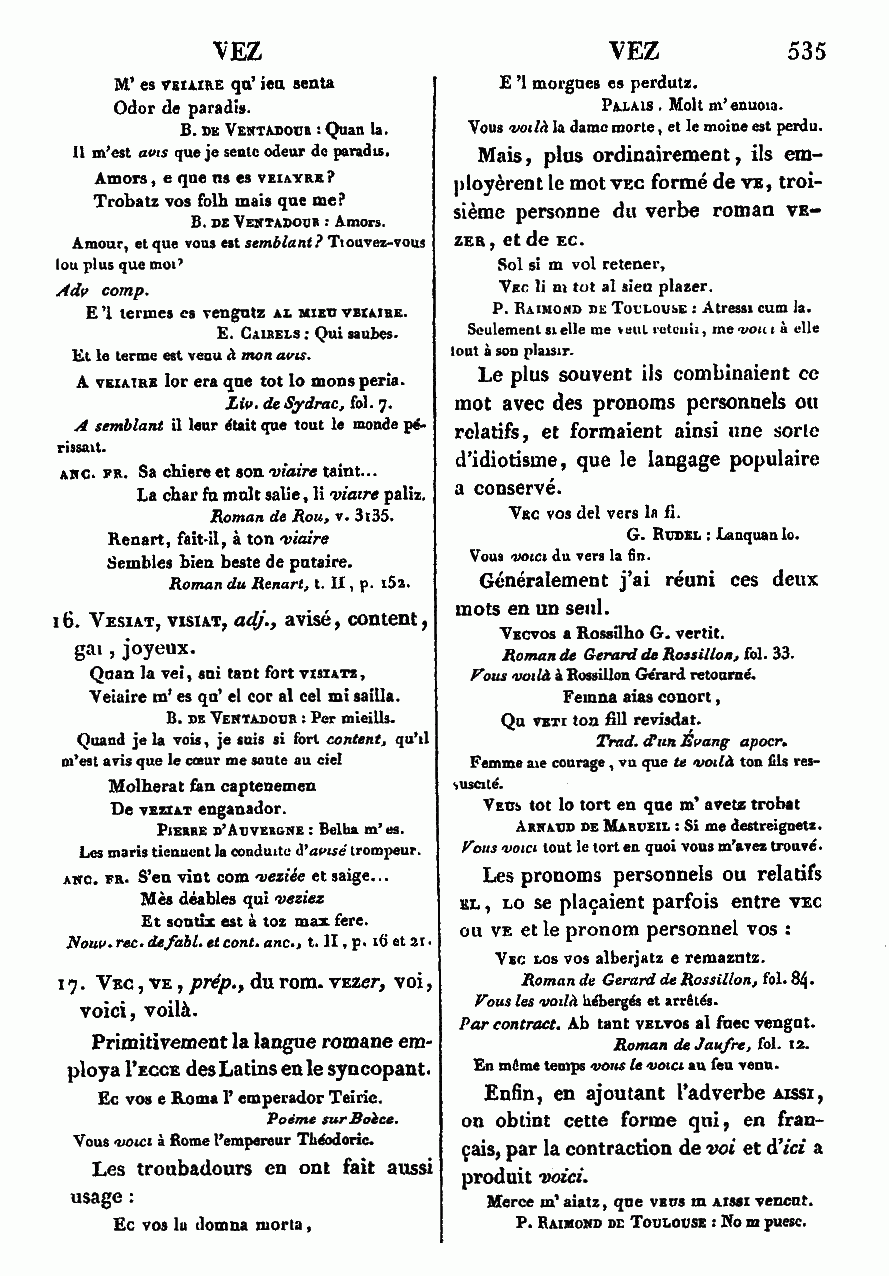 VEZ
VEZ 535
M' es VEIAIRE qu' ieu senta
Odor de paradis.
B. DE VENTADOUR : Quan la.
Il m'est avis que je sente odeur de paradis.
Amors, e que us es VEIAYRE?
Trobatz vos folh mais que me?
B. DE VENTADOUR : Amors.
Amour, et que vous est semblant? Trouvez-vous
fou plus que moi?
Adv comp.
E 'l termes es vengutz AL MIEU VEIAIRE.
E. CAIRELS : Qui saubes.
Et le terme est venu à mon avis.
A VEIAIRE lor era que tot lo mons peria.
Liv. de Sydrac, fol. 7.
A semblant il leur était que tout le monde pé-
rissait.
ANC. FR. Sa chiere et son viaire taint...
La char fu mult salie, li viaire paliz.
Roman de Rou, v. 3135.
Renart, fait-il, à ton viaire
Sembles bien beste de putaire.
Roman du Renart, t. II, p. 152.
16. VESIAT, VISIAT, adj., avisé, content,
gai, joyeux.
Quan la vei, sui tant fort VISIATZ,
Veiaire m' es qu' el cor al cel mi sailla.
B. DE VENTADOUR : Per mieills.
Quand je la vois, je suis si fort content, qu'il
m'est avis que le cœur me saute au ciel
Molherat fan captenemen
De VEZIAT enganador.
PIERRE D'AUVERGNE : Belha m' es.
Les maris tiennent la conduite d'avisé trompeur.
ANC. FR. S'en vint com veziée et saige...
Mès déables qui veziez
Et soutix est à toz max fere.
Nouv. rec. de fabl. et cont. anc., t. II, p. 16 et 21.
17. VEC, VE, prép., du rom. VEZer, voi,
voici, voilà.
Primitivement la langue romane em-
ploya l'ECCE des Latins en le syncopant.
Ec vos e Roma l' emperador Teiric.
Poéme sur Boèce.
Vous voici à Rome l'empereur Théodoric.
Les troubadours en ont fait aussi
usage :
Ec vos la domna morta,
E 'l morgues es perdutz.
PALAIS. Molt m' enuoia.
Vous voilà la dame morte, et le moine est perdu.
Mais, plus ordinairement, ils em-
ployèrent le mot VEC formé de VE, troi-
sième personne du verbe roman VE-
ZER, et de EC.
Sol si m vol retener,
VEC li m tot al sieu plazer.
P. RAIMOND DE TOULOUSE : Atressi cum la.
Seulement si elle me veut retenir, me voici à elle
tout à son plaisir.
Le plus souvent ils combinaient ce
mot avec des pronoms personnels ou
relatifs, et formaient ainsi une sorte
d'idiotisme, que le langage populaire
a conservé.
VEC vos del vers la fi.
G. RUDEL : Lanquan lo.
Vous voici du vers la fin.
Généralement j'ai réuni ces deux
mots en un seul.
VECVOS a Rossilho G. vertit.
Roman de Gerard de Rossillon, fol. 33.
Vous voilà à Rossillon Gérard retourné.
Femna aias conort,
Qu VETI ton fill revisdat.
Trad. d'un Évang apocr.
Femme aie courage, vu que te voilà ton fils res-
suscité.
VEUS tot lo tort en que m' avetz trobat
ARNAUD DE MARUEIL : Si me destreignetz.
Vous voici tout le tort en quoi vous m'avez trouvé.
Les pronoms personnels ou relatifs
EL, LO se plaçaient parfois entre VEC
ou VE et le pronom personnel vos :
VEC LOS vos alberjatz e remazutz.
Roman de Gerard de Rossillon, fol. 84.
Vous les voilà hébergés et arrêtés.
Par contract. Ab tant VELVOS al fuec vengut.
Roman de Jaufre, fol. 12.
En même temps vous le voici au feu venu.
Enfin, en ajoutant l'adverbe AISSI,
on obtint cette forme qui, en fran-
çais, par la contraction de voi et d'ici a
produit voici.
Merce m' aiatz, que VEUS m AISSI vencut.
P. RAIMOND DE TOULOUSE : No m puesc.